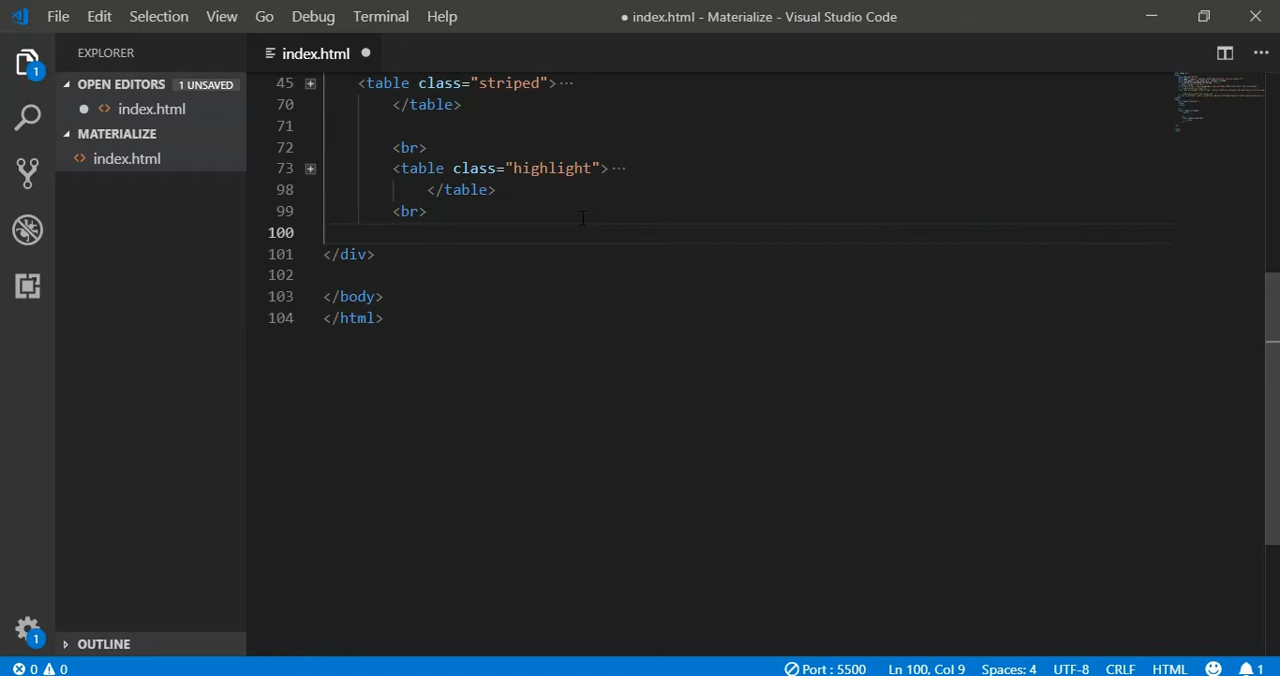 File Edit Selection View Go Debug Terminal Help ● index.html - Materialize - Visual Studio Code
EXPLORER
index.html ●
OPEN EDITORS 1 UNSAVED
● <> index.html
MATERIALIZE
<> index.html
OUTLINE
45 <table class="striped">···
70 </table>
71
72 <br>
73 <table class="highlight">···
98 </table>
99 <br>
100
101 </div>
102
103 </body>
104 </html>
1
1
0 0 Port : 5500 Ln 100, Col 9 Spaces: 4 UTF-8 CRLF HTML 1